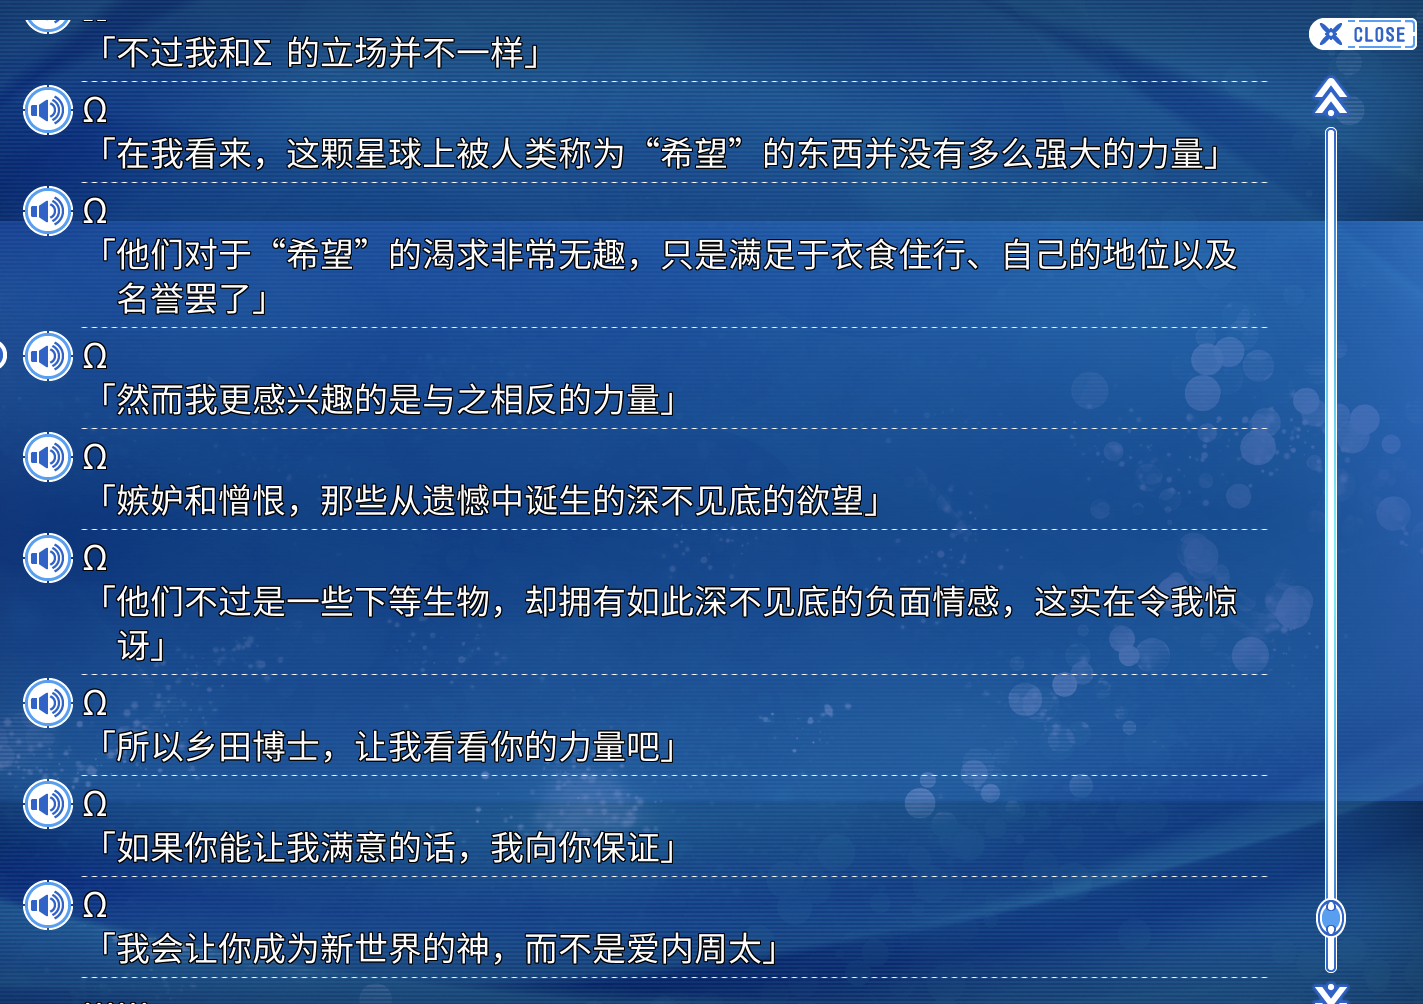 CLOSE
「不过我和Σ 的立场并不一样」
Ω
「在我看来，这颗星球上被人类称为“希望”的东西并没有多么强大的力量」
Ω
「他们对于“希望”的渴求非常无趣，只是满足于衣食住行、自己的地位以及
名誉罢了」
Ω
「然而我更感兴趣的是与之相反的力量」
Ω
「嫉妒和憎恨，那些从遗憾中诞生的深不见底的欲望」
Ω
「他们不过是一些下等生物，却拥有如此深不见底的负面情感，这实在令我惊
讶」
Ω
「所以乡田博士，让我看看你的力量吧」
Ω
「如果你能让我满意的话，我向你保证」
Ω
「我会让你成为新世界的神，而不是爱内周太」